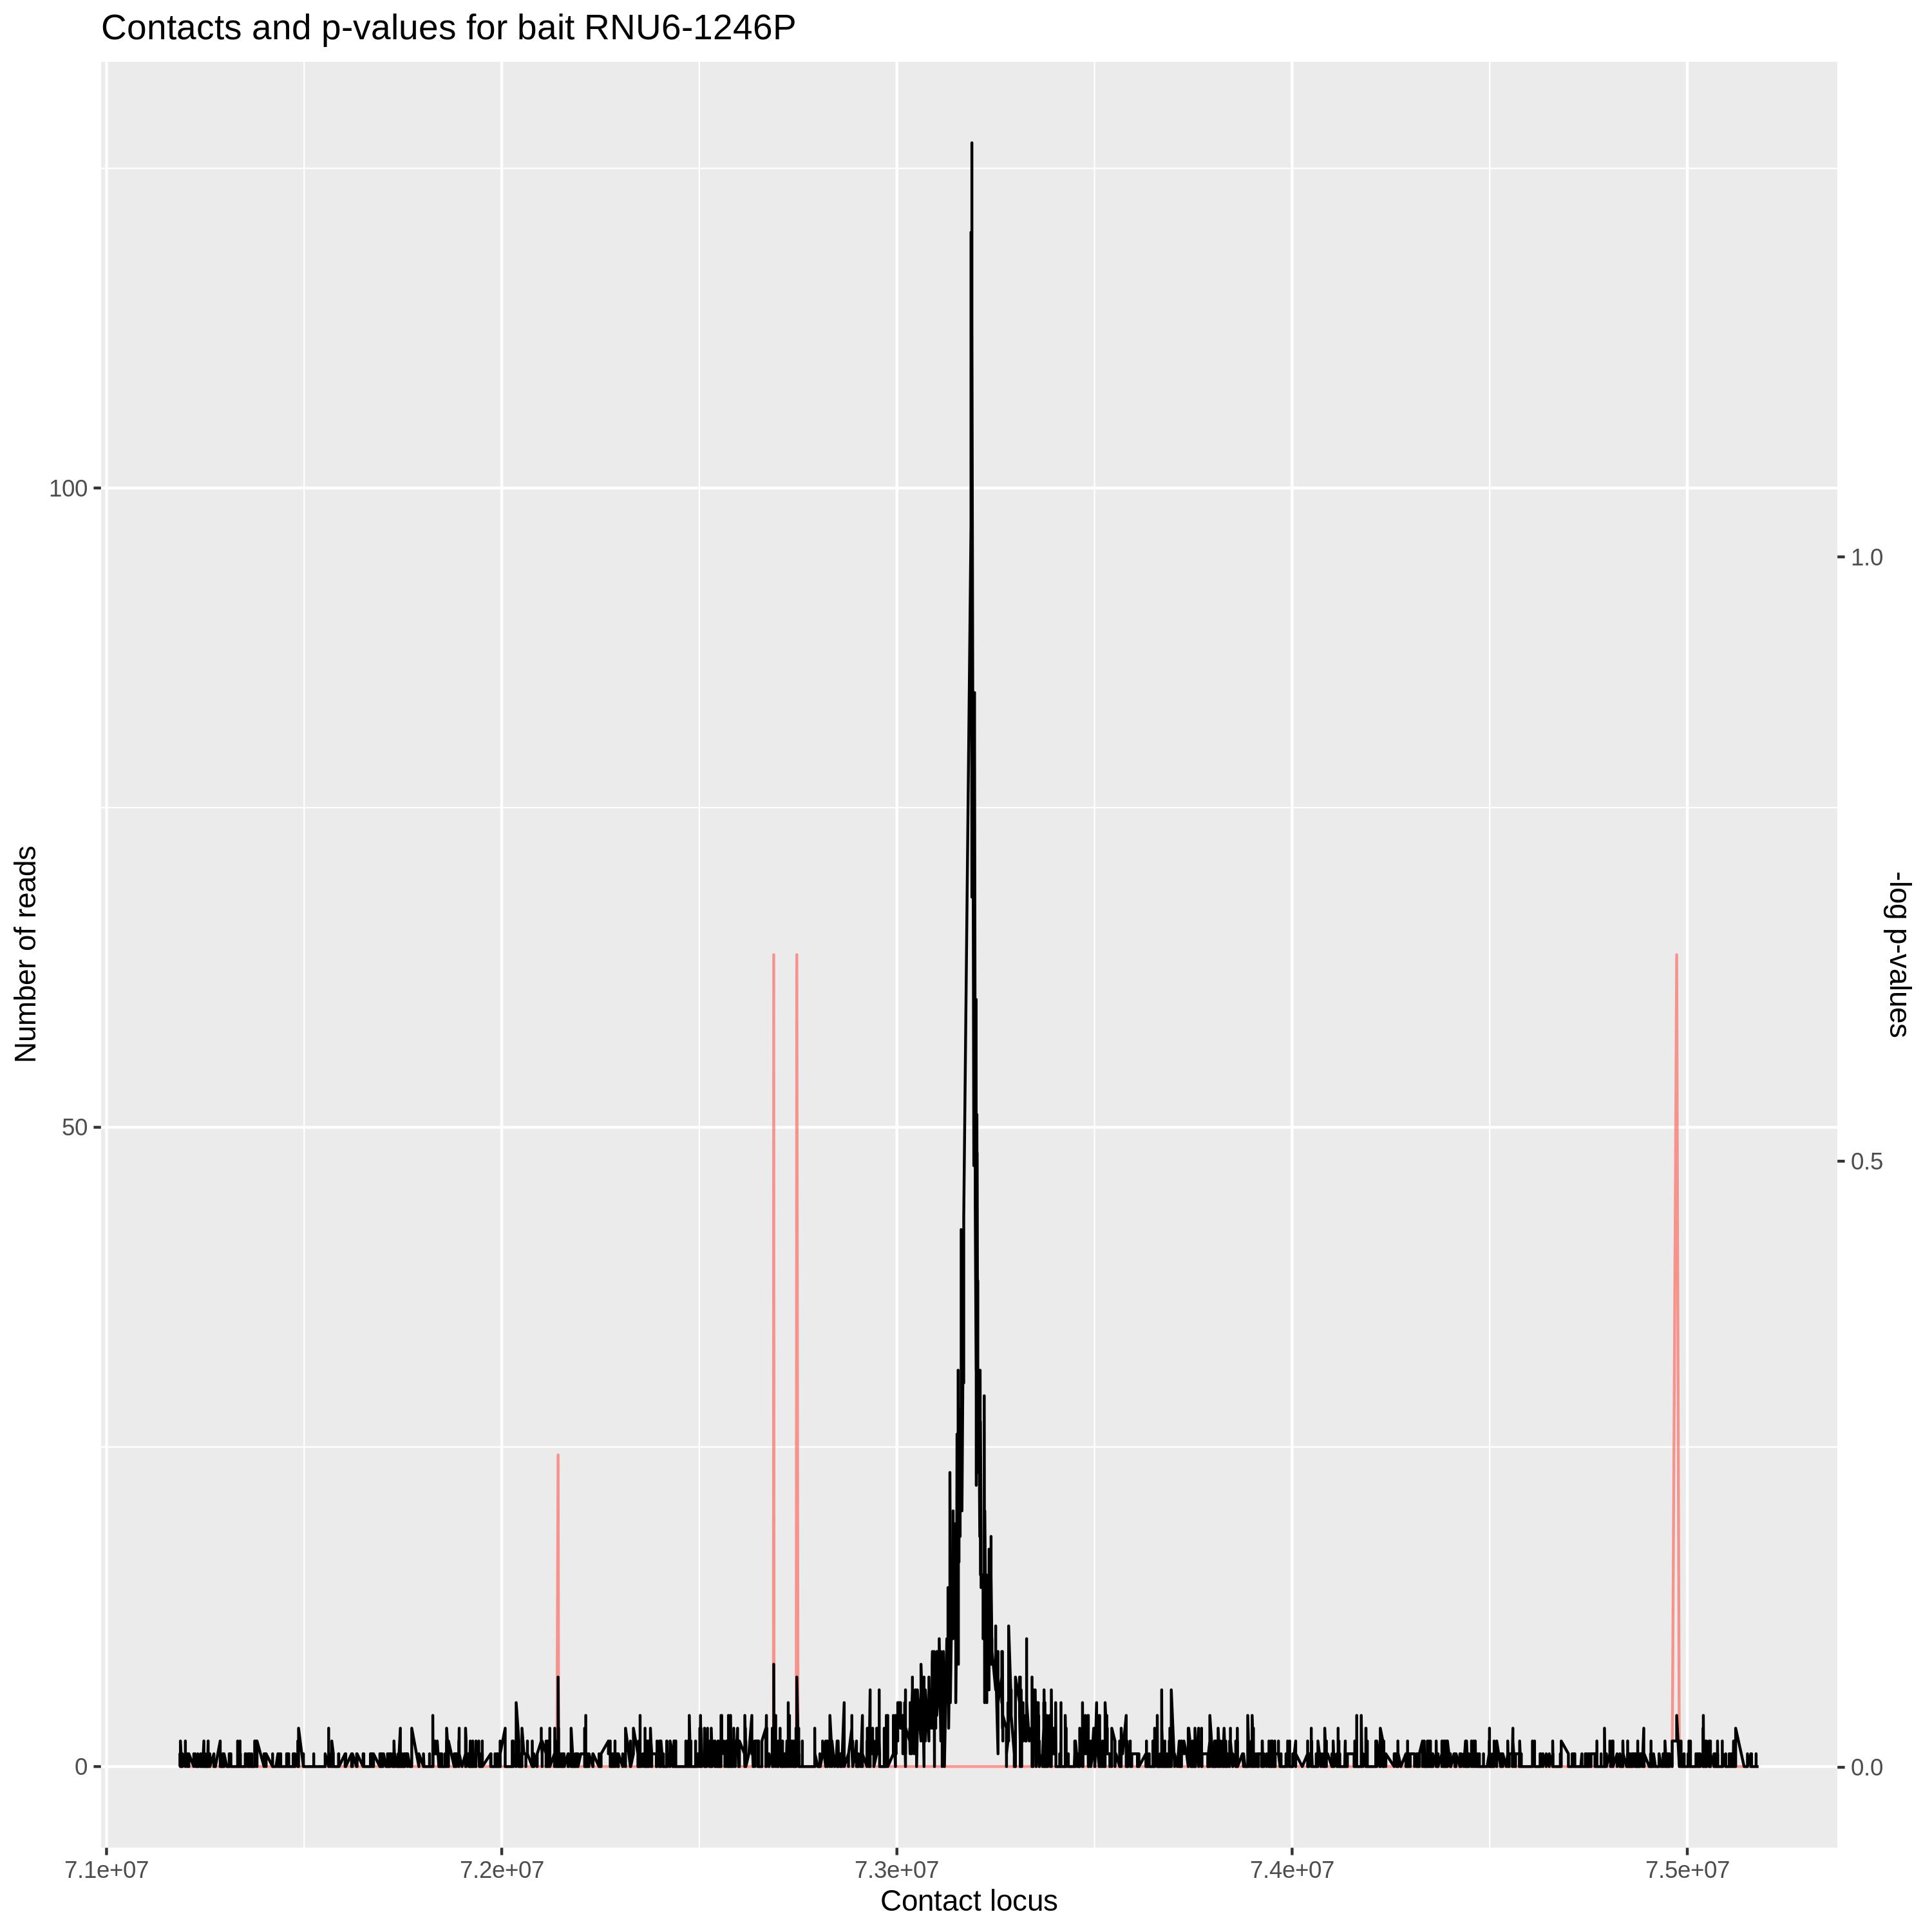 Contacts and p-values for bait RNU6-1246P
Number of reads
100
50
0
1.0
0.5
0.0
-log p-values
7.1e+07
7.2e+07
7.3e+07
7.4e+07
7.5e+07
Contact locus